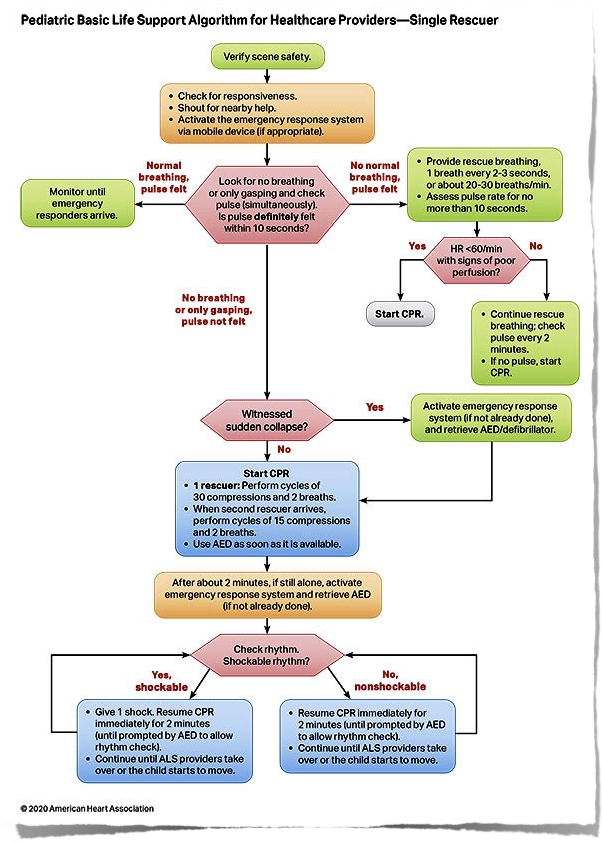 Pediatric Basic Life Support Algorithm for Healthcare Providers—Single Rescuer
Verify scene safety.
• Check for responsiveness.
• Shout for nearby help.
• Activate the emergency response system
via mobile device (if appropriate).
Normal
breathing,
pulse felt
No normal
breathing,
pulse felt
Look for no breathing
or only gasping and check
pulse (simultaneously).
Is pulse definitely felt
within 10 seconds?
Monitor until
emergency
responders arrive.
• Provide rescue breathing,
1 breath every 2-3 seconds,
or about 20-30 breaths/min.
• Assess pulse rate for no
more than 10 seconds.
Yes
HR <60/min
with signs of poor
perfusion?
No
Start CPR.
• Continue rescue
breathing; check
pulse every 2
minutes.
• If no pulse, start
CPR.
No breathing
or only gasping,
pulse not felt
Witnessed
sudden collapse?
Yes
Activate emergency response
system (if not already done),
and retrieve AED/defibrillator.
No
Start CPR
• 1 rescuer: Perform cycles of
30 compressions and 2 breaths.
• When second rescuer arrives,
perform cycles of 15 compressions
and 2 breaths.
• Use AED as soon as it is available.
After about 2 minutes, if still alone, activate
emergency response system and retrieve AED
(if not already done).
Check rhythm.
Shockable rhythm?
Yes,
shockable
No,
nonshockable
• Give 1 shock. Resume CPR
immediately for 2 minutes
(until prompted by AED to allow
rhythm check).
• Continue until ALS providers take
over or the child starts to move.
• Resume CPR immediately for
2 minutes (until prompted by AED
to allow rhythm check).
• Continue until ALS providers take
over or the child starts to move.
© 2020 American Heart Association